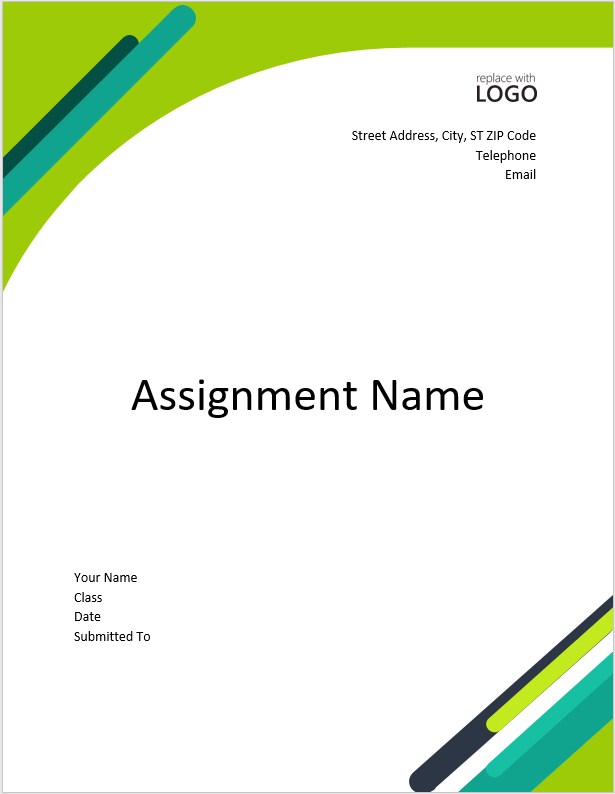 replace with
LOGO
Street Address, City, ST ZIP Code
Telephone
Email
Assignment Name
Your Name
Class
Date
Submitted To